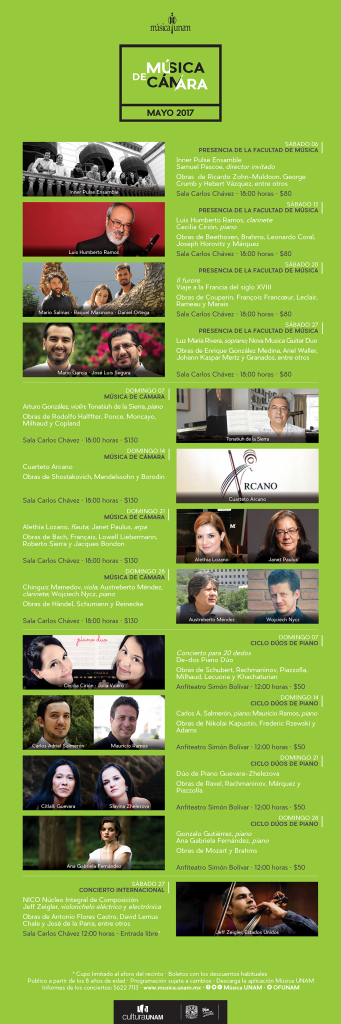 música unam
MÚSICA
DE CÁMARA
MAYO 2017
SÁBADO 06
PRESENCIA DE LA FACULTAD DE MÚSICA
Inner Pulse Ensemble
Samuel Pascoe, director invitado
Obras de Ricardo Zohn-Muldoon, George
Crumb y Hebert Vázquez, entre otros
Sala Carlos Chávez · 18:00 horas · $80
Inner Pulse Ensemble
SÁBADO 13
PRESENCIA DE LA FACULTAD DE MÚSICA
Luis Humberto Ramos, clarinete
Cecilia Cirión, piano
Obras de Beethoven, Brahms, Leonardo Coral,
Joseph Horovitz y Márquez
Sala Carlos Chávez · 18:00 horas · $80
Luis Humberto Ramos
SÁBADO 20
PRESENCIA DE LA FACULTAD DE MÚSICA
Il furore
Viaje a la Francia del siglo XVIII
Obras de Couperin, François Francœur, Leclair,
Rameau y Marais
Sala Carlos Chávez · 18:00 horas · $80
Mario Salinas · Raquel Masmano · Daniel Ortega
SÁBADO 27
PRESENCIA DE LA FACULTAD DE MÚSICA
Luz María Rivera, soprano; Nova Musica Guitar Duo
Obras de Enrique González Medina, Ariel Waller,
Johann Kaspar Mertz y Granados, entre otros
Sala Carlos Chávez · 18:00 horas · $80
Mario García · José Luis Segura
DOMINGO 07
MÚSICA DE CÁMARA
Arturo González, violín; Tonatiuh de la Sierra, piano
Obras de Rodolfo Halffter, Ponce, Moncayo,
Milhaud y Copland
Sala Carlos Chávez · 18:00 horas · $130
Tonatiuh de la Sierra
DOMINGO 14
MÚSICA DE CÁMARA
Cuarteto Arcano
Obras de Shostakovich, Mendelssohn y Borodin
Sala Carlos Chávez · 18:00 horas · $130
ARCANO
Cuarteto Arcano
DOMINGO 21
MÚSICA DE CÁMARA
Alethia Lozano, flauta; Janet Paulus, arpa
Obras de Bach, Français, Lowell Liebermann,
Roberto Sierra y Jacques Bondon
Sala Carlos Chávez · 18:00 horas · $130
Alethia Lozano
Janet Paulus
DOMINGO 28
MÚSICA DE CÁMARA
Chinguiz Mamedov, viola; Austreberto Méndez,
clarinete; Wojciech Nycz, piano
Obras de Händel, Schumann y Reinecke
Sala Carlos Chávez · 18:00 horas · $130
Austreberto Méndez
Wojciech Nycz
DOMINGO 07
CICLO DÚOS DE PIANO
Concierto para 20 dedos
De-dos Piano Dúo
Obras de Schubert, Rachmaninov, Piazzolla,
Milhaud, Lecuona y Khachaturian
Anfiteatro Simón Bolívar · 12:00 horas · $50
piano duo
Cecilia Cirión · Julia Valero
DOMINGO 14
CICLO DÚOS DE PIANO
Carlos A. Salmerón, piano; Mauricio Ramos, piano
Obras de Nikolai Kapustin, Frederic Rzewski y
Adams
Anfiteatro Simón Bolívar · 12:00 horas · $50
Carlos Adriel Salmerón
Mauricio Ramos
DOMINGO 21
CICLO DÚOS DE PIANO
Dúo de Piano Guevara-Zhelezova
Obras de Ravel, Rachmaninov, Márquez y
Piazzolla
Anfiteatro Simón Bolívar · 12:00 horas · $50
Citlalli Guevara
Slavina Zhelezova
DOMINGO 28
CICLO DÚOS DE PIANO
Gonzalo Gutiérrez, piano
Ana Gabriela Fernández, piano
Obras de Mozart y Brahms
Anfiteatro Simón Bolívar · 12:00 horas · $50
Ana Gabriela Fernández
SÁBADO 27
CONCIERTO INTERNACIONAL
NICO Núcleo Integral de Composición
Jeff Zeigler, violonchelo eléctrico y electrónica
Obras de Antonio Flores Castro, David Lemus
Chale y José de la Parra, entre otros
Sala Carlos Chávez 12:00 horas · Entrada libre*
Jeff Zeigler, Estados Unidos
* Cupo limitado al aforo del recinto · Boletos con los descuentos habituales
Público a partir de los 8 años de edad · Programación sujeta a cambios · Descarga la aplicación Música UNAM
Informes de los conciertos: 5622 7113 · www.musica.unam.mx · Música UNAM · OFUNAM
culturaUNAM